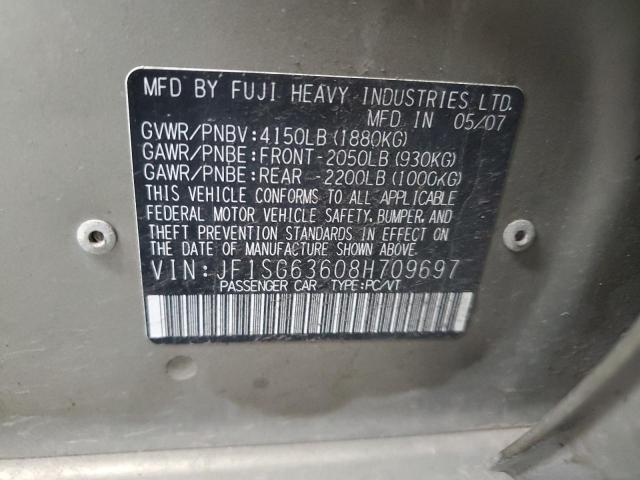 MFD BY FUJI HEAVY INDUSTRIES LTD.
MFD IN 05/07
GVWR/PNBV:4150LB(1880KG)
GAWR/PNBE:FRONT-2050LB(930KG)
GAWR/PNBE:REAR -2200LB(1000KG)
THIS VEHICLE CONFORMS TO ALL APPLICABLE
FEDERAL MOTOR VEHICLE SAFETY, BUMPER, AND
THEFT PREVENTION STANDARDS IN EFFECT ON
THE DATE OF MANUFACTURE SHOWN ABOVE.
VIN:JF1SG63608H709697
PASSENGER CAR -TYPE:PC/VT